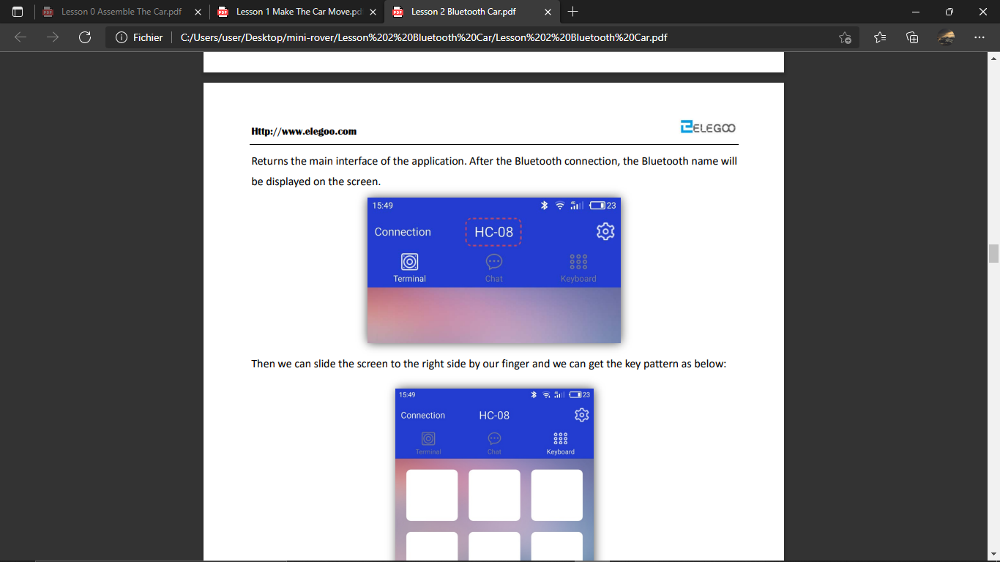 Lesson 0 Assemble The Car.pdf
Lesson 1 Make The Car Move.pd
Lesson 2 Bluetooth Car.pdf
Fichier
C:/Users/user/Desktop/mini-rover/Lesson%202%20Bluetooth%20Car/Lesson%202%20Bluetooth%20Car.pdf
Http://www.elegoo.com
ELEGOO
Returns the main interface of the application. After the Bluetooth connection, the Bluetooth name will
be displayed on the screen.
15:49
23
Connection
HC-08
Terminal
Chat
Keyboard
Then we can slide the screen to the right side by our finger and we can get the key pattern as below:
15:49
23
Connection
HC-08
Terminal
Chat
Keyboard